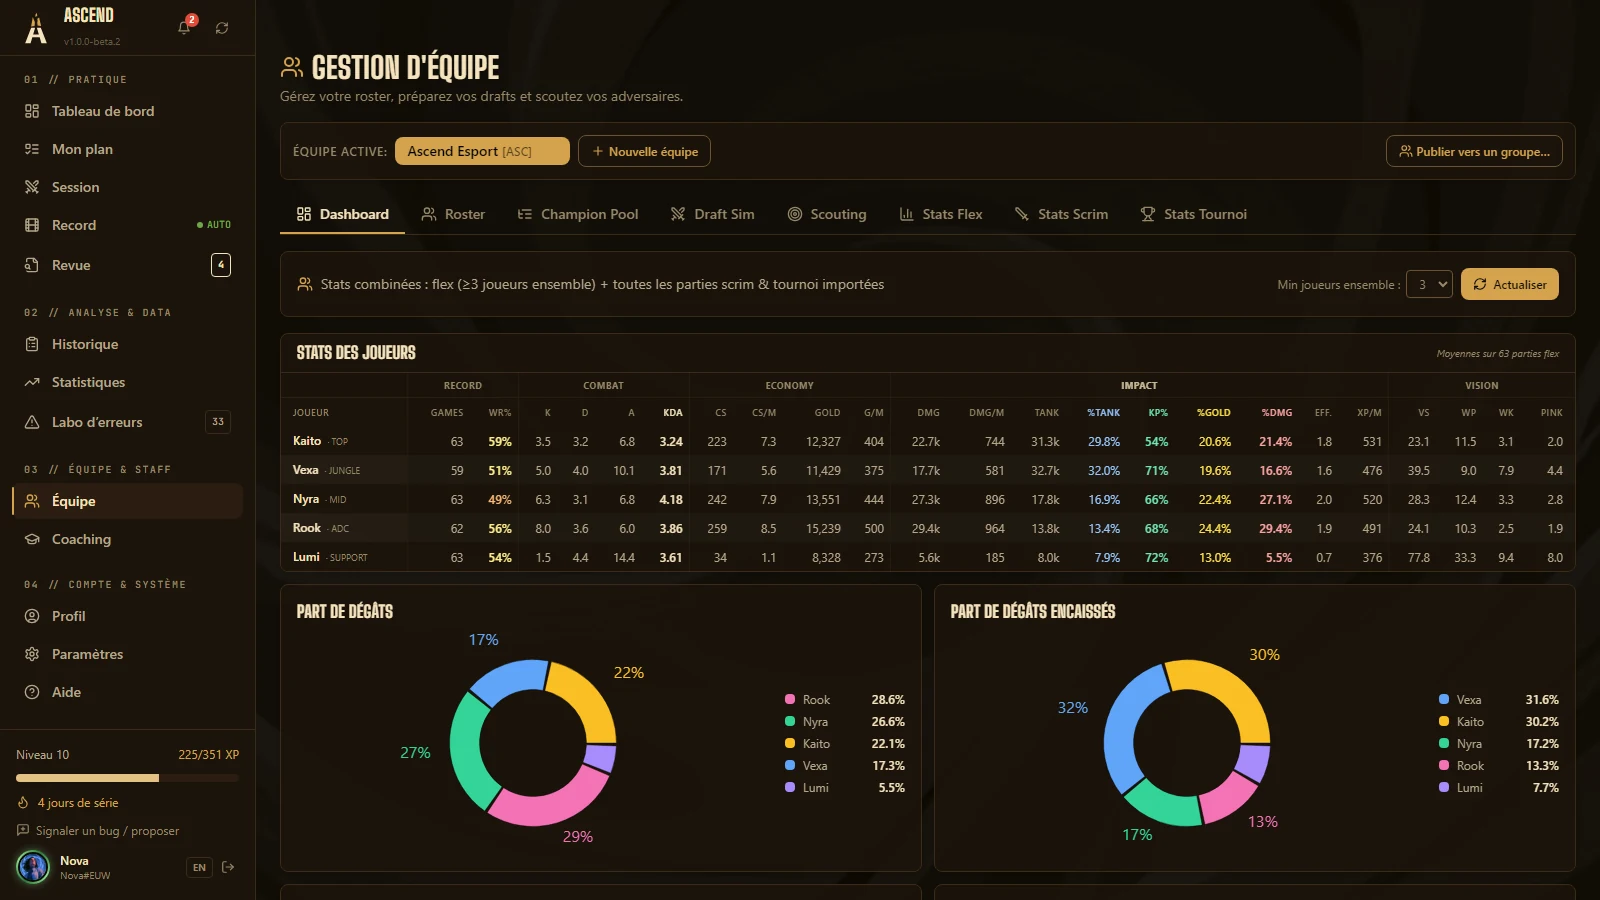 ASCEND
v1.0.0-beta.2
2
01 // PRATIQUE
Tableau de bord
Mon plan
Session
Record
AUTO
Revue
4
02 // ANALYSE & DATA
Historique
Statistiques
Labo d'erreurs
33
03 // ÉQUIPE & STAFF
Équipe
Coaching
04 // COMPTE & SYSTÈME
Profil
Paramètres
Aide
Niveau 10
225/351 XP
4 jours de série
Signaler un bug / proposer
Nova
Nova#EUW
EN
GESTION D'ÉQUIPE
Gérez votre roster, préparez vos drafts et scoutez vos adversaires.
ÉQUIPE ACTIVE: Ascend Esport [ASC] + Nouvelle équipe Publier vers un groupe...
Dashboard Roster Champion Pool Draft Sim Scouting Stats Flex Stats Scrim Stats Tournoi
Stats combinées : flex (≥3 joueurs ensemble) + toutes les parties scrim & tournoi importées
Min joueurs ensemble : 3 Actualiser
STATS DES JOUEURS
Moyennes sur 63 parties flex
RECORD COMBAT ECONOMY IMPACT VISION
JOUEUR GAMES WR% K D A KDA CS CS/M GOLD G/M DMG DMG/M TANK %TANK KP% %GOLD %DMG EFF. XP/M VS WP WK PINK
Kaito · TOP 63 59% 3.5 3.2 6.8 3.24 223 7.3 12,327 404 22.7k 744 31.3k 29.8% 54% 20.6% 21.4% 1.8 531 23.1 11.5 3.1 2.0
Vexa · JUNGLE 59 51% 5.0 4.0 10.1 3.81 171 5.6 11,429 375 17.7k 581 32.7k 32.0% 71% 19.6% 16.6% 1.6 476 39.5 9.0 7.9 4.4
Nyra · MID 63 49% 6.3 3.1 6.8 4.18 242 7.9 13,551 444 27.3k 896 17.8k 16.9% 66% 22.4% 27.1% 2.0 520 28.3 12.4 3.3 2.8
Rook · ADC 62 56% 8.0 3.6 6.0 3.86 259 8.5 15,239 500 29.4k 964 13.8k 13.4% 68% 24.4% 29.4% 1.9 491 24.1 10.3 2.5 1.9
Lumi · SUPPORT 63 54% 1.5 4.4 14.4 3.61 34 1.1 8,328 273 5.6k 185 8.0k 7.9% 72% 13.0% 5.5% 0.7 376 77.8 33.3 9.4 8.0
PART DE DÉGÂTS
17%
22%
27%
29%
Rook 28.6%
Nyra 26.6%
Kaito 22.1%
Vexa 17.3%
Lumi 5.5%
PART DE DÉGÂTS ENCAISSÉS
30%
32%
17%
13%
Vexa 31.6%
Kaito 30.2%
Nyra 17.2%
Rook 13.3%
Lumi 7.7%